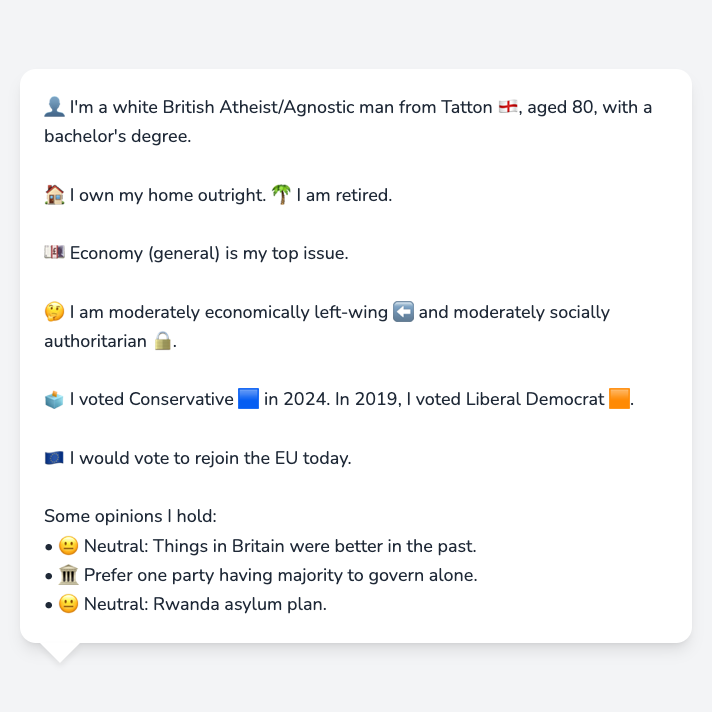 👤 I'm a white British Atheist/Agnostic man from Tatton 🏴󠁧󠁢󠁥󠁮󠁧󠁿, aged 80, with a
bachelor's degree.
🏠 I own my home outright. 🌴 I am retired.
💷 Economy (general) is my top issue.
🤔 I am moderately economically left-wing ⬅️ and moderately socially
authoritarian 🔒.
🗳️ I voted Conservative 🟦 in 2024. In 2019, I voted Liberal Democrat 🟧.
🇪🇺 I would vote to rejoin the EU today.
Some opinions I hold:
• 😐 Neutral: Things in Britain were better in the past.
• 🏛️ Prefer one party having majority to govern alone.
• 😐 Neutral: Rwanda asylum plan.